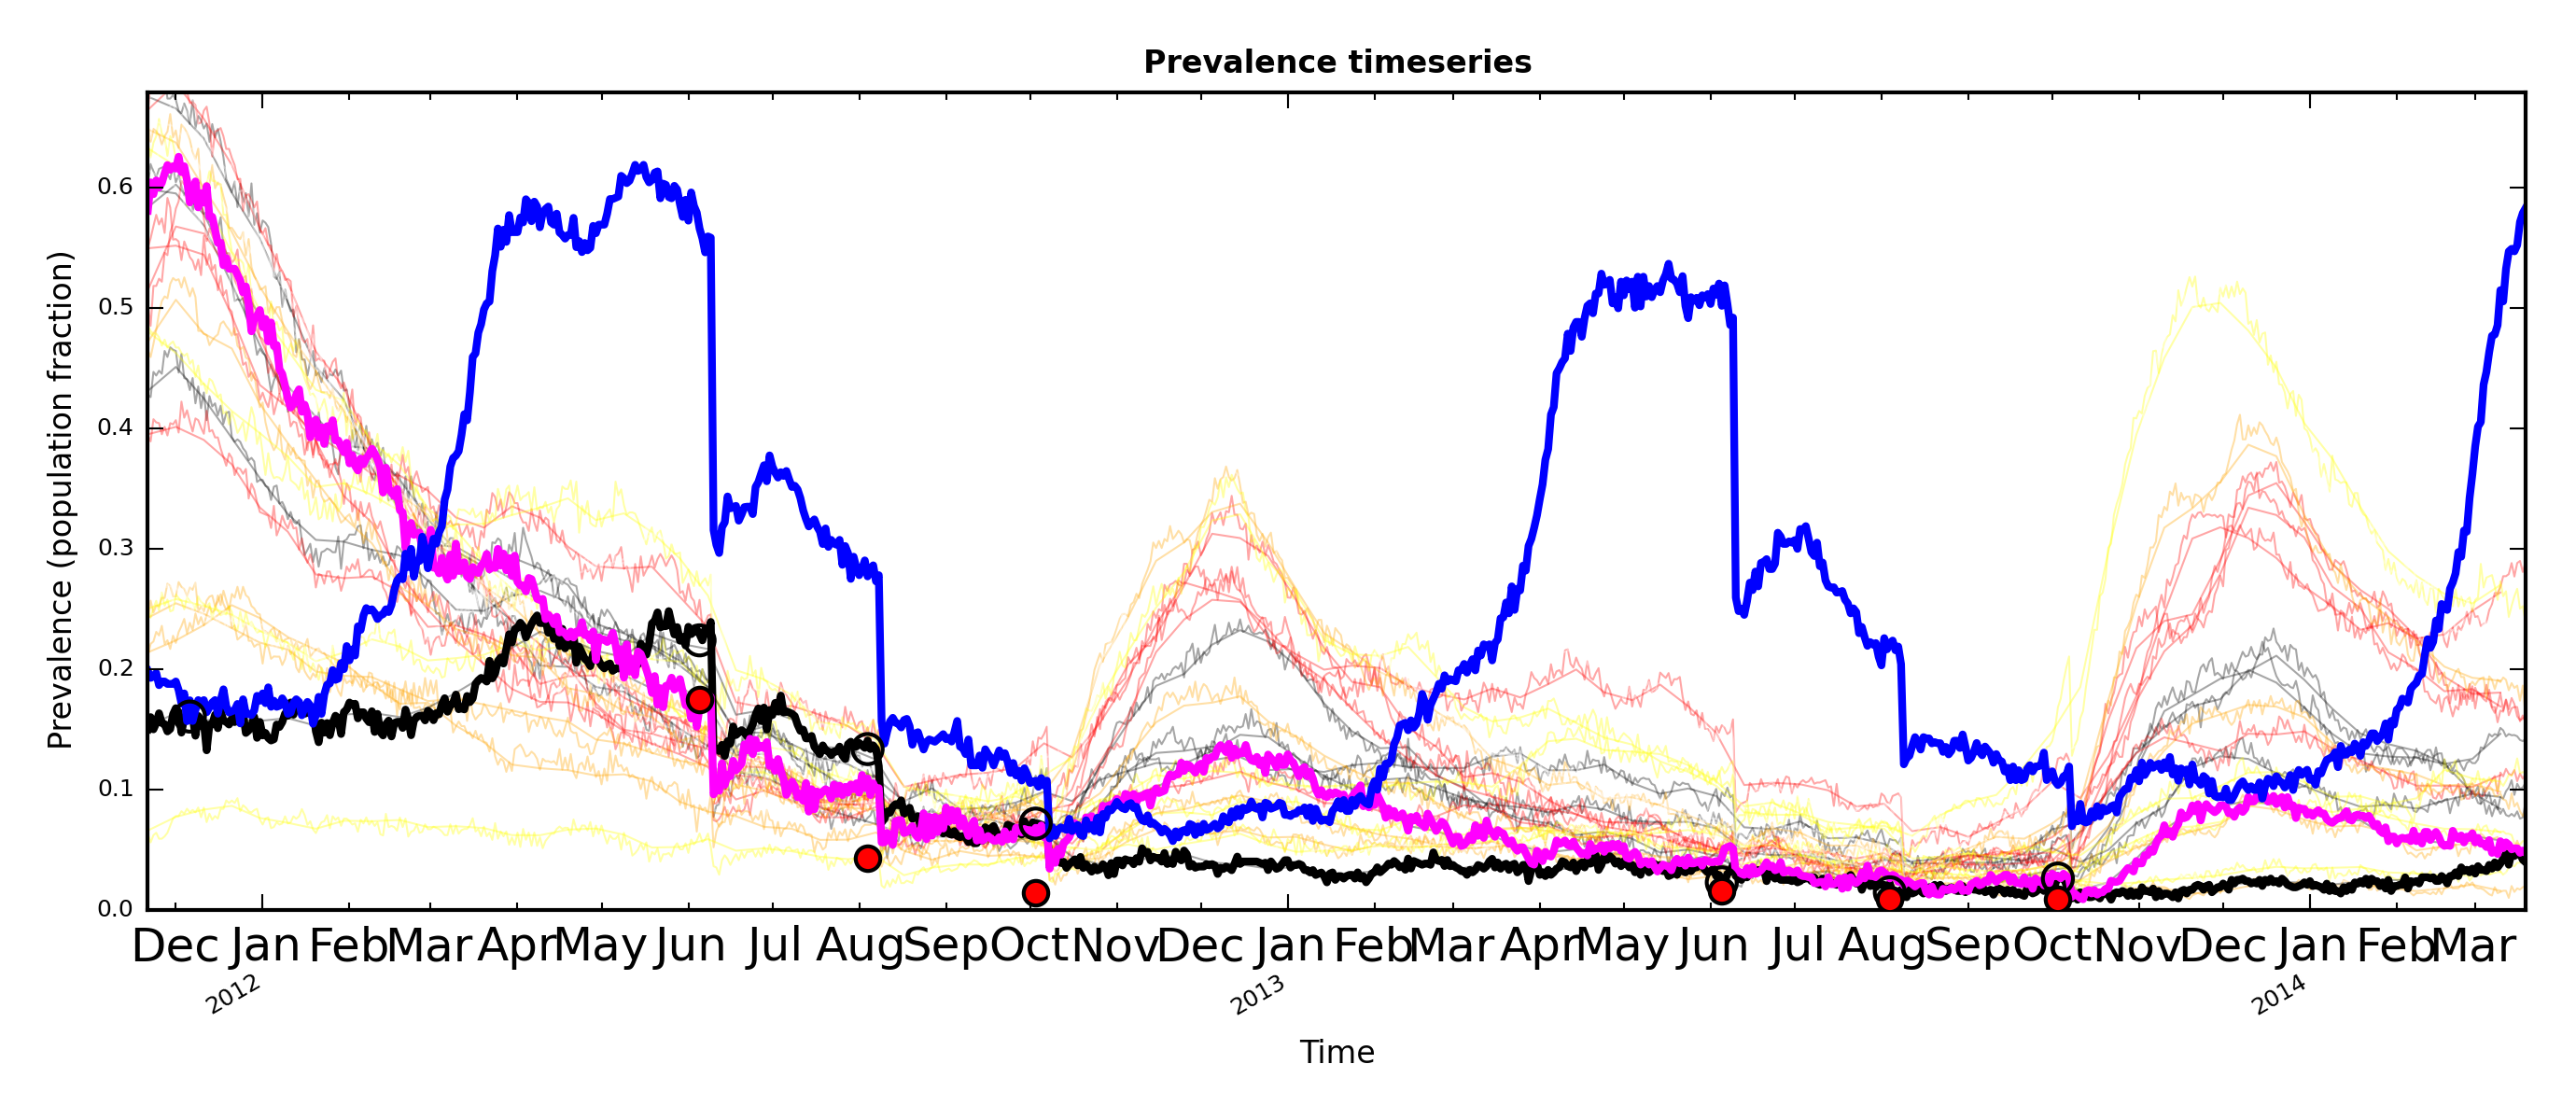 Prevalence timeseries
Prevalence (population fraction)
0.6
0.5
0.4
0.3
0.2
0.1
0.0
Dec Jan Feb Mar Apr May Jun Jul Aug Sep Oct Nov Dec Jan Feb Mar Apr May Jun Jul Aug Sep Oct Nov Dec Jan Feb Mar
2012 2013 2014
Time